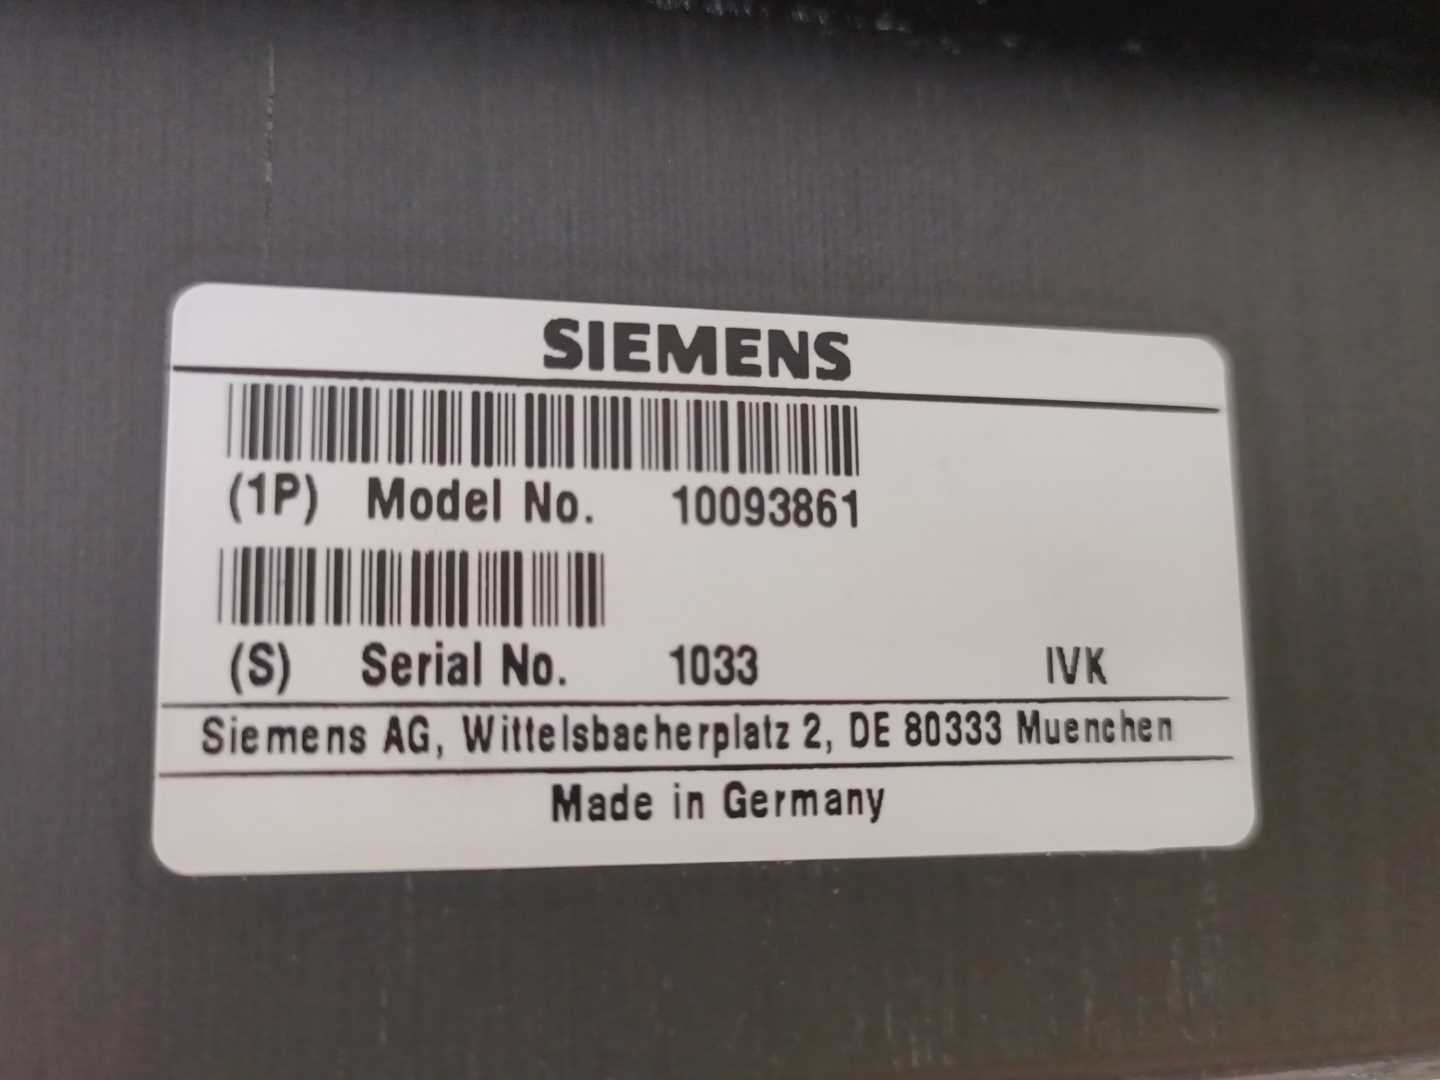 SIEMENS
(1P) Model No. 10093861
(S) Serial No. 1033 IVK
Siemens AG, Wittelsbacherplatz 2, DE 80333 Muenchen
Made in Germany